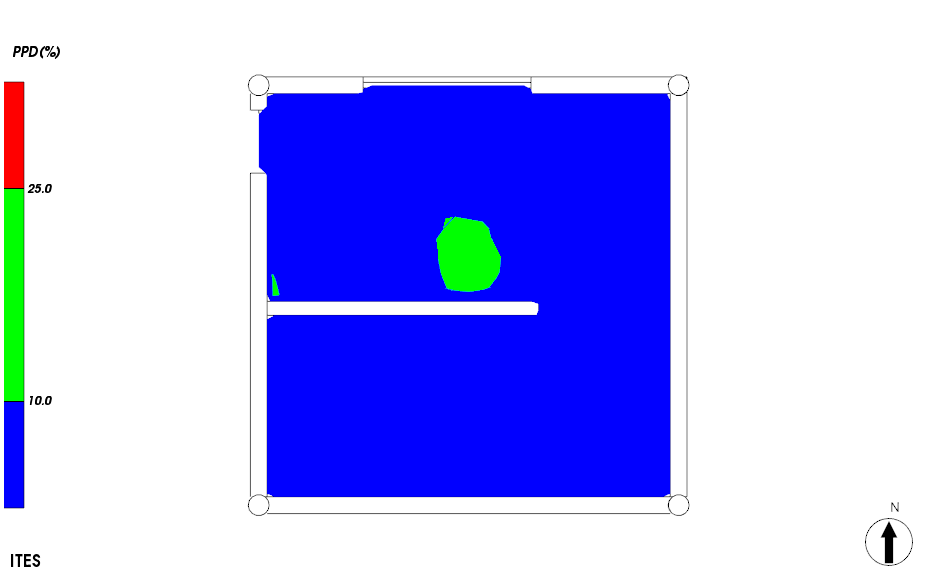 PPD(%)
25.0
10.0
N
ITES